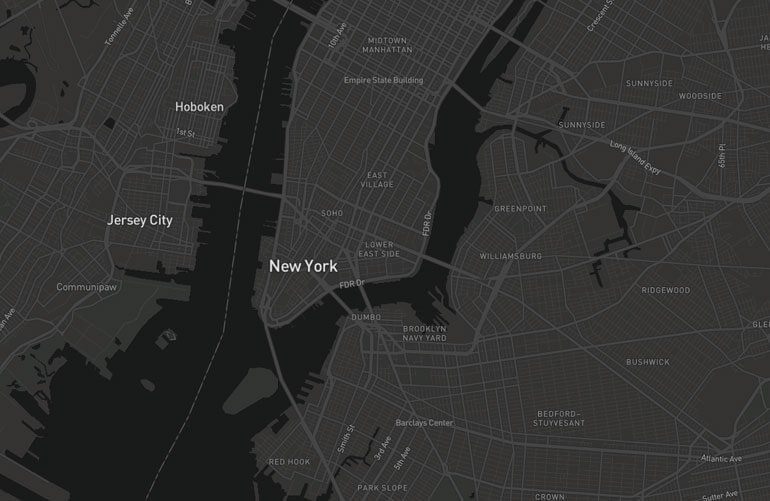 Tonnelle Ave
10th Ave
Crescent St
MIDTOWN
MANHATTAN
Empire State Building
SUNNYSIDE
WOODSIDE
Hoboken
1st St
SUNNYSIDE
Long Island Expy
65th Pl
EAST
VILLAGE
SOHO
GREENPOINT
FDR Dr
Jersey City
LOWER
EAST SIDE
WILLIAMSBURG
New York
Communipaw
FDR Dr
RIDGEWOOD
DUMBO
BROOKLYN
NAVY YARD
BUSHWICK
BEDFORD–
STUYVESANT
Barclays Center
Smith St
3rd Ave
5th Ave
RED HOOK
Atlantic Ave
PARK SLOPE
CROWN
Sutter Ave